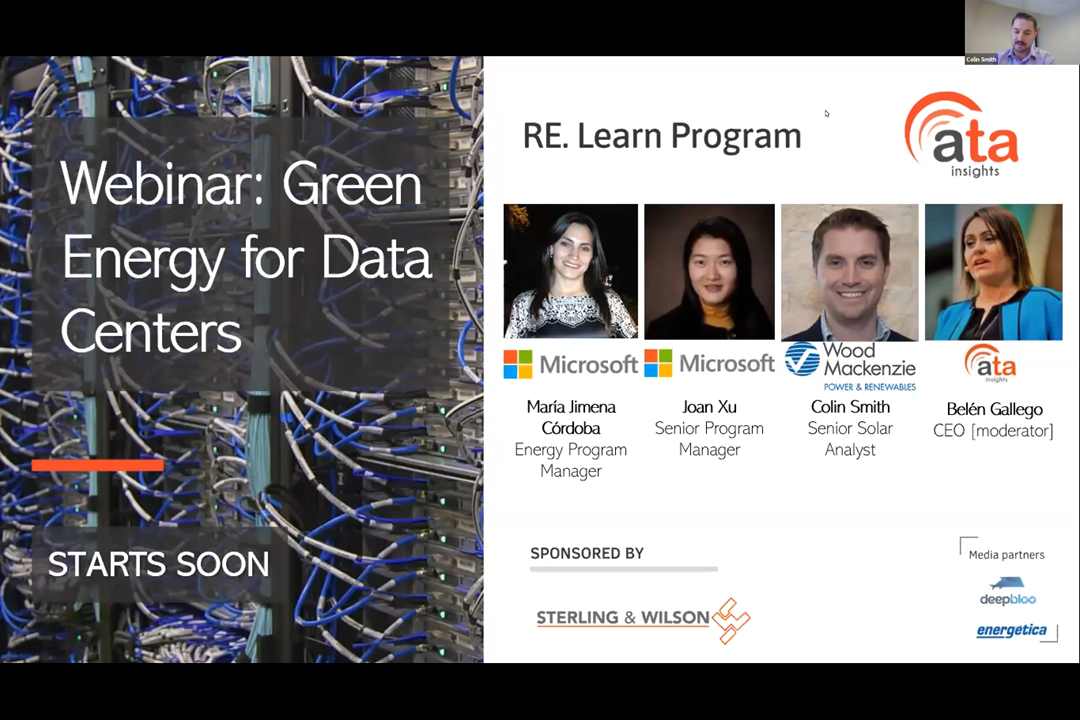 Colin Smith
Webinar: Green
Energy for Data
Centers
STARTS SOON
RE. Learn Program
ata
insights
Microsoft
María Jimena
Córdoba
Energy Program
Manager
Microsoft
Joan Xu
Senior Program
Manager
Wood
Mackenzie
POWER & RENEWABLES
Colin Smith
Senior Solar
Analyst
ata
insights
Belén Gallego
CEO [moderator]
SPONSORED BY
STERLING & WILSON
Media partners
deepbloo
energetica